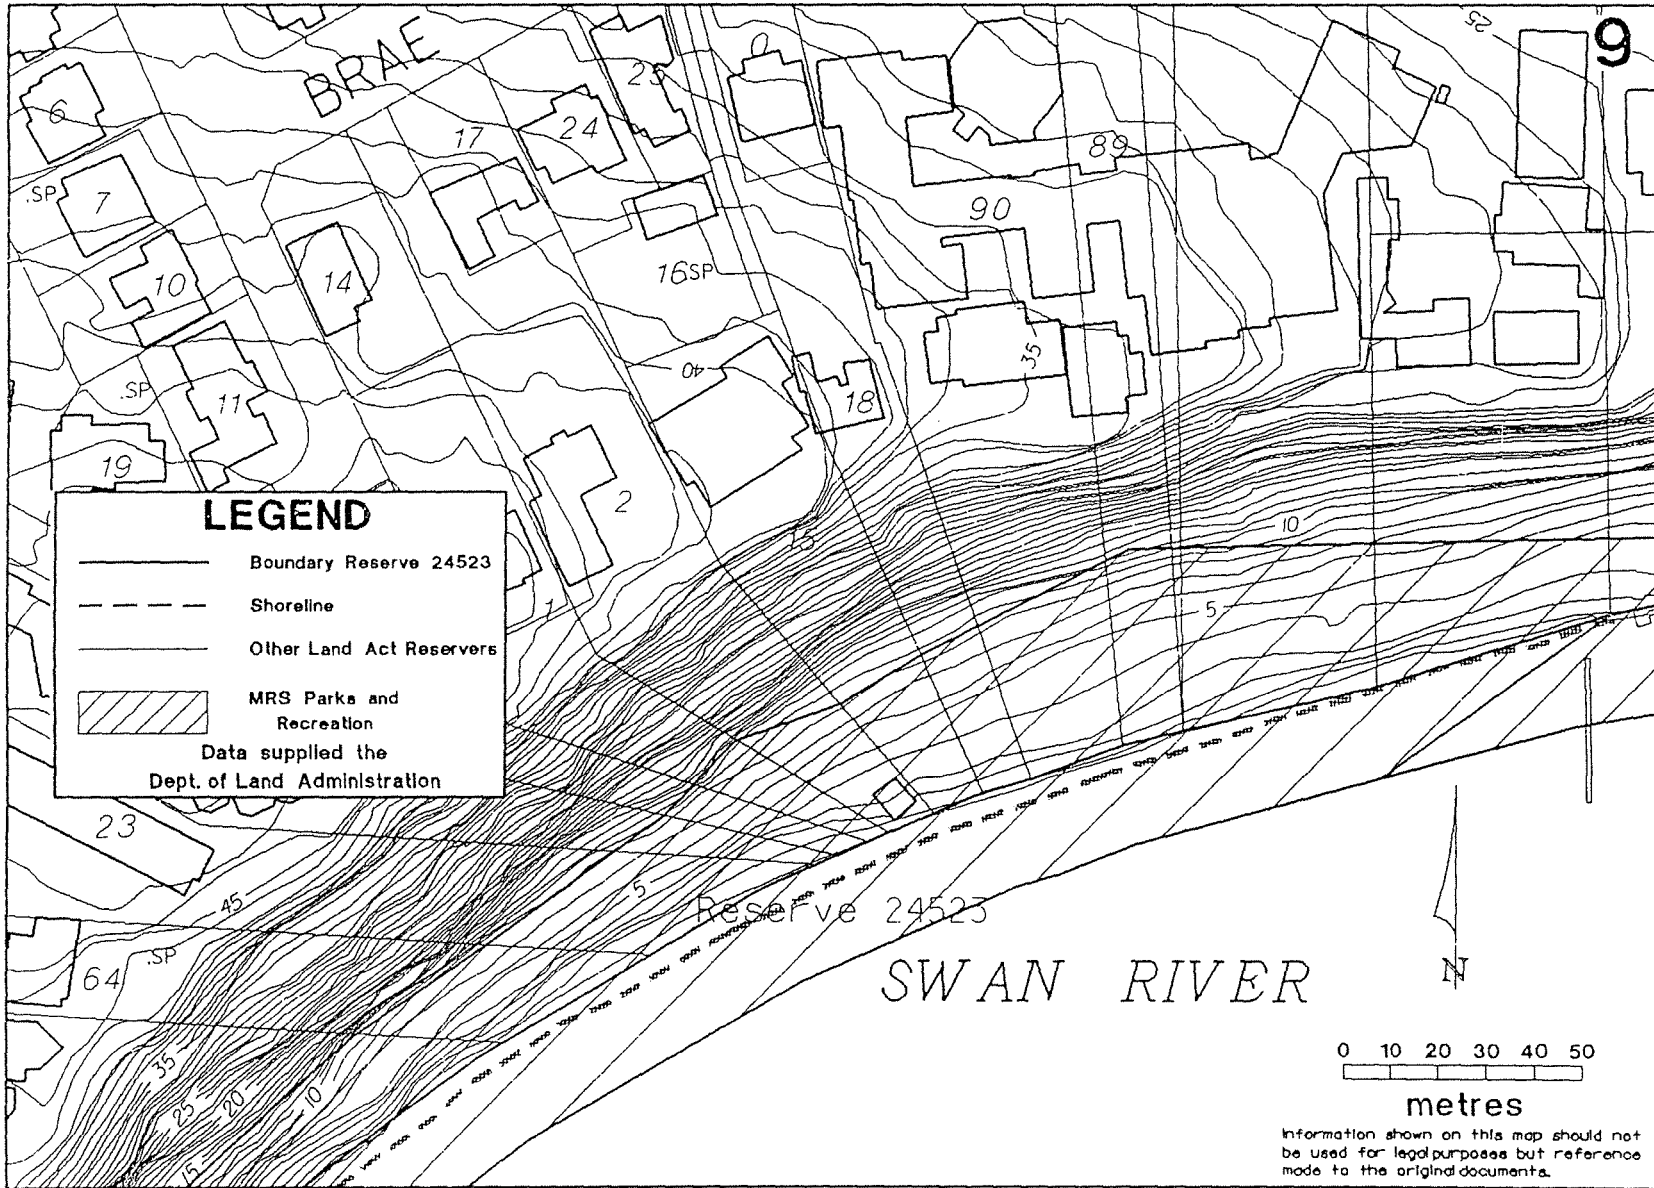 9
25
BRAE
6
17
24
25
0
89
.SP
7
90
10
14
16SP
35
40
18
.SP
11
19
2
15
10
1
5
LEGEND
Boundary Reserve 24523
Shoreline
Other Land Act Reservers
MRS Parks and
Recreation
Data supplied the
Dept. of Land Administration
23
45
5
Reserve 24523
.SP
64
SWAN RIVER
N
35
25
20
10
15
0 10 20 30 40 50
metres
Information shown on this map should not
be used for legal purposes but reference
made to the original documents.